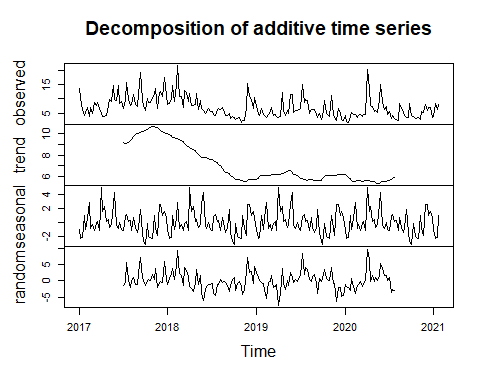 Decomposition of additive time series
observed
5 15
trend
6 8 10
seasonal
-2 2 4
random
-5 0 5
2017 2018 2019 2020 2021
Time